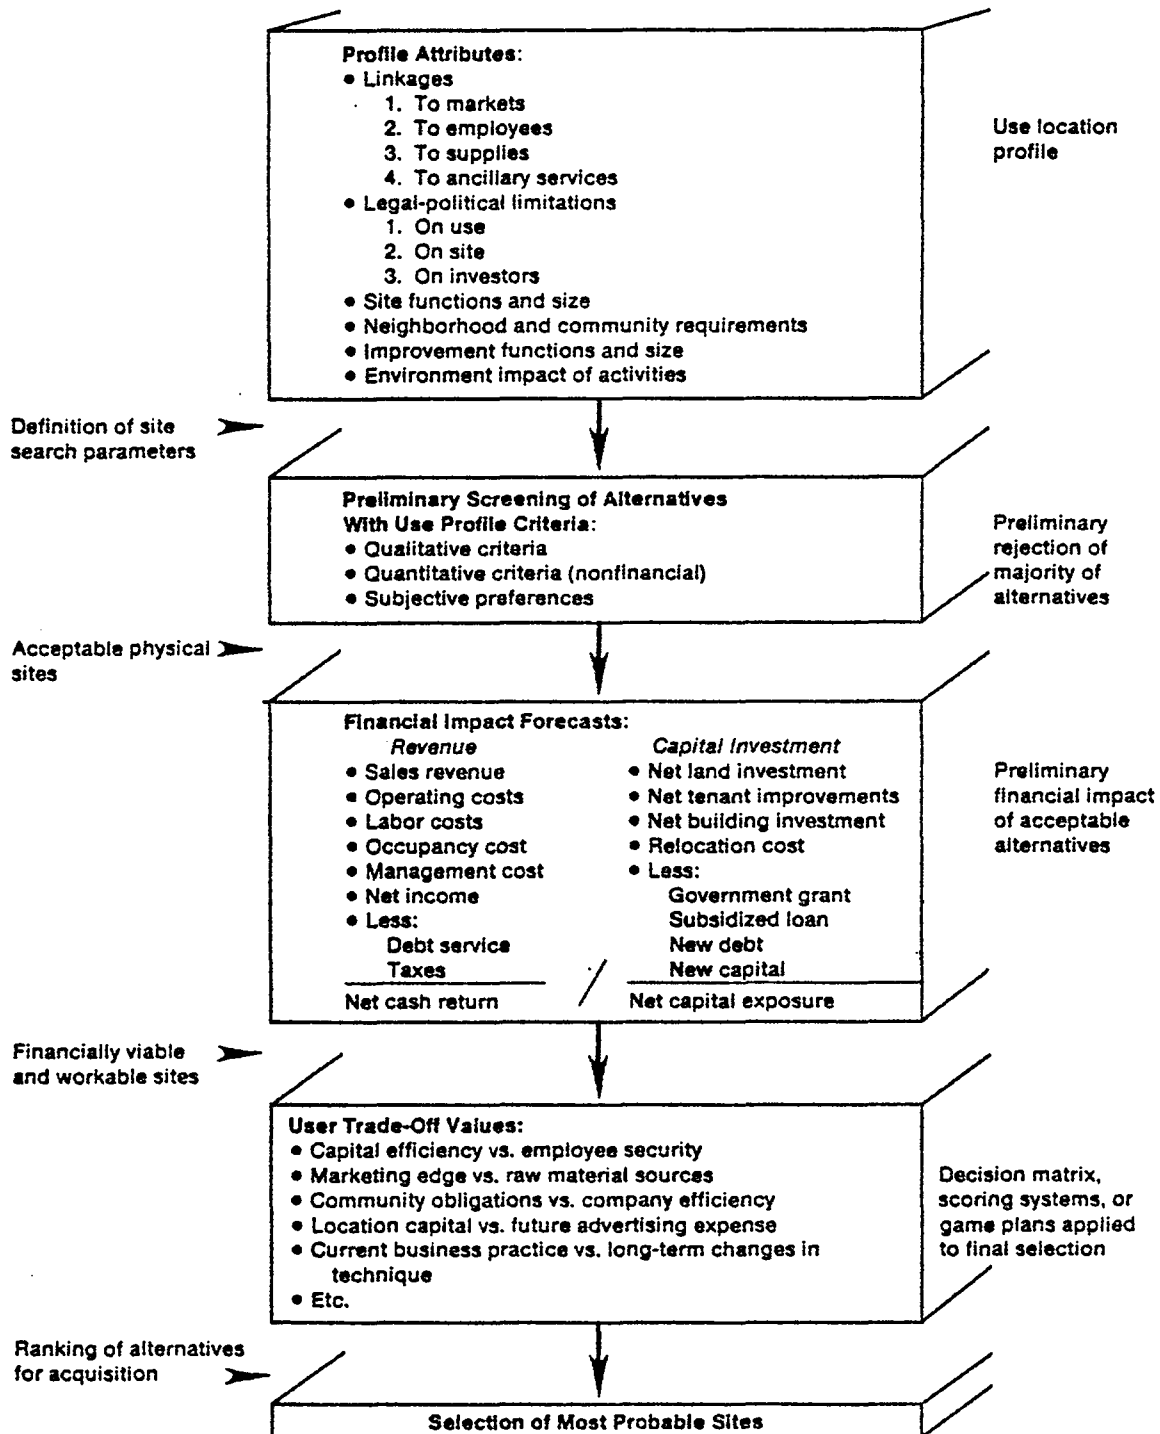 Profile Attributes:
• Linkages
1. To markets
2. To employees
3. To supplies
4. To ancillary services
• Legal-political limitations
1. On use
2. On site
3. On investors
• Site functions and size
• Neighborhood and community requirements
• Improvement functions and size
• Environment impact of activities
Use location
profile
Definition of site
search parameters
Preliminary Screening of Alternatives
With Use Profile Criteria:
• Qualitative criteria
• Quantitative criteria (nonfinancial)
• Subjective preferences
Preliminary
rejection of
majority of
alternatives
Acceptable physical
sites
Financial Impact Forecasts:
Revenue
• Sales revenue
• Operating costs
• Labor costs
• Occupancy cost
• Management cost
• Net income
• Less:
Debt service
Taxes
Net cash return
/
Capital Investment
• Net land investment
• Net tenant improvements
• Net building investment
• Relocation cost
• Less:
Government grant
Subsidized loan
New debt
New capital
Net capital exposure
Preliminary
financial impact
of acceptable
alternatives
Financially viable
and workable sites
User Trade-Off Values:
• Capital efficiency vs. employee security
• Marketing edge vs. raw material sources
• Community obligations vs. company efficiency
• Location capital vs. future advertising expense
• Current business practice vs. long-term changes in
technique
• Etc.
Decision matrix,
scoring systems, or
game plans applied
to final selection
Ranking of alternatives
for acquisition
Selection of Most Probable Sites